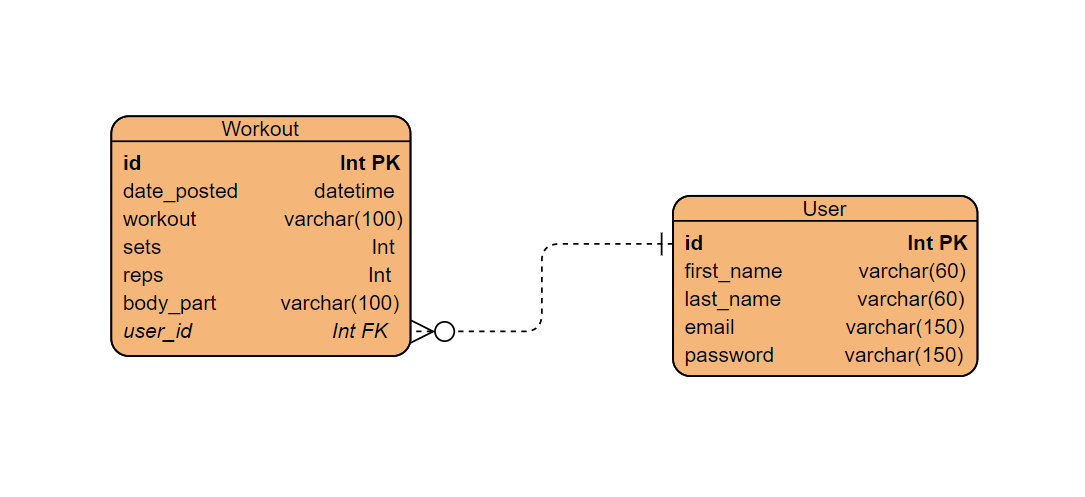 Workout
id Int PK
date_posted datetime
workout varchar(100)
sets Int
reps Int
body_part varchar(100)
user_id Int FK
User
id Int PK
first_name varchar(60)
last_name varchar(60)
email varchar(150)
password varchar(150)